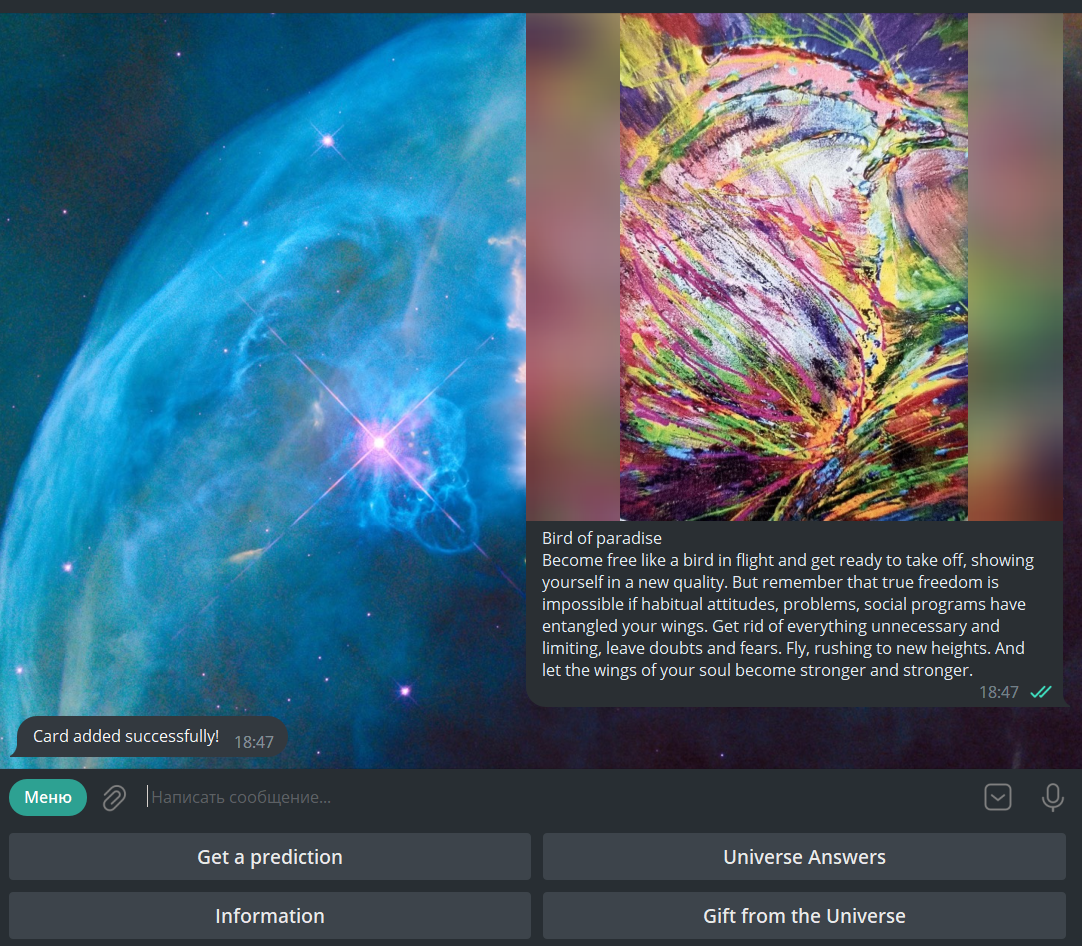 Bird of paradise
Become free like a bird in flight and get ready to take off, showing
yourself in a new quality. But remember that true freedom is
impossible if habitual attitudes, problems, social programs have
entangled your wings. Get rid of everything unnecessary and
limiting, leave doubts and fears. Fly, rushing to new heights. And
let the wings of your soul become stronger and stronger.
18:47
Card added successfully! 18:47
Меню Написать сообщение...
Get a prediction
Universe Answers
Information
Gift from the Universe